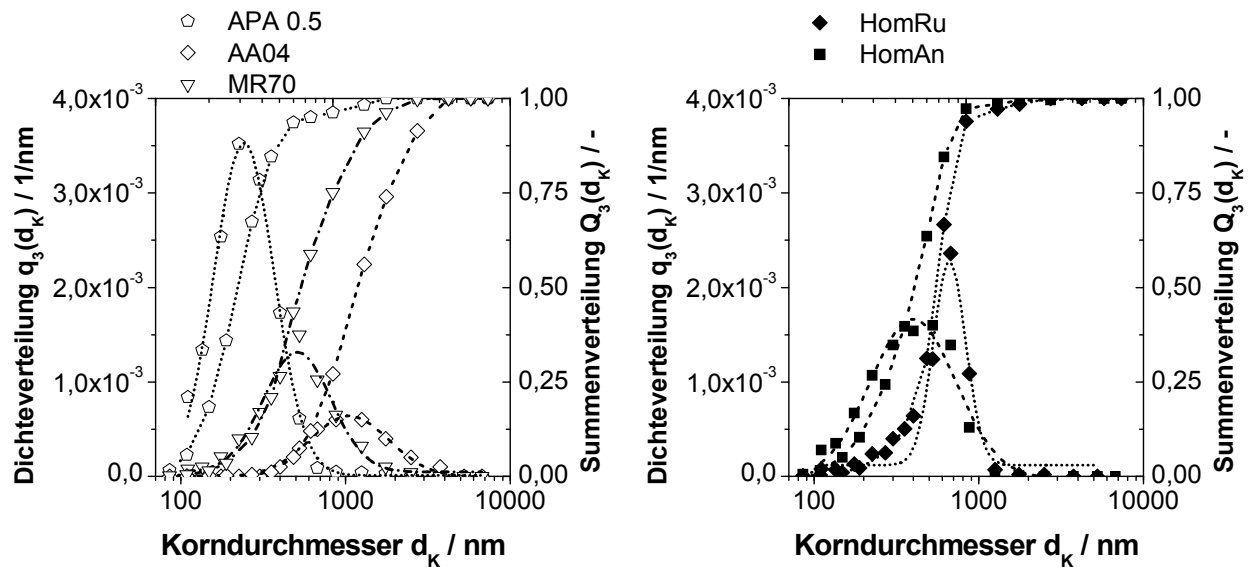 APA 0.5
AA04
MR70
4,0x10⁻³
3,0x10⁻³
2,0x10⁻³
1,0x10⁻³
0,0
Dichteverteilung q₃(d_K) / 1/nm
1,00
0,75
0,50
0,25
0,00
Summenverteilung Q₃(d_K) / -
100 1000 10000
Korndurchmesser d_K / nm
HomRu
HomAn
4,0x10⁻³
3,0x10⁻³
2,0x10⁻³
1,0x10⁻³
0,0
Dichteverteilung q₃(d_K) / 1/nm
1,00
0,75
0,50
0,25
0,00
Summenverteilung Q₃(d_K) / -
100 1000 10000
Korndurchmesser d_K / nm